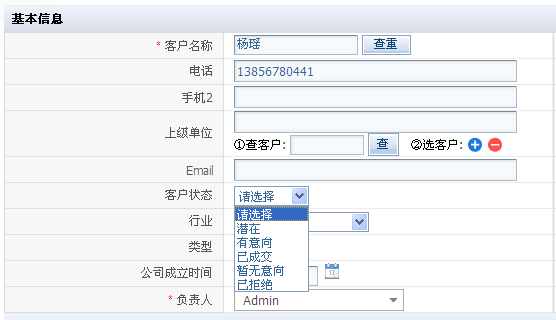 基本信息
* 客户名称 杨瑶 查重
电话 13856780441
手机2
上级单位
①查客户: 查 ②选客户:
Email
客户状态 请选择
请选择
行业
潜在
有意向
类型
已成交
公司成立时间 暂无意向
已拒绝
* 负责人 Admin